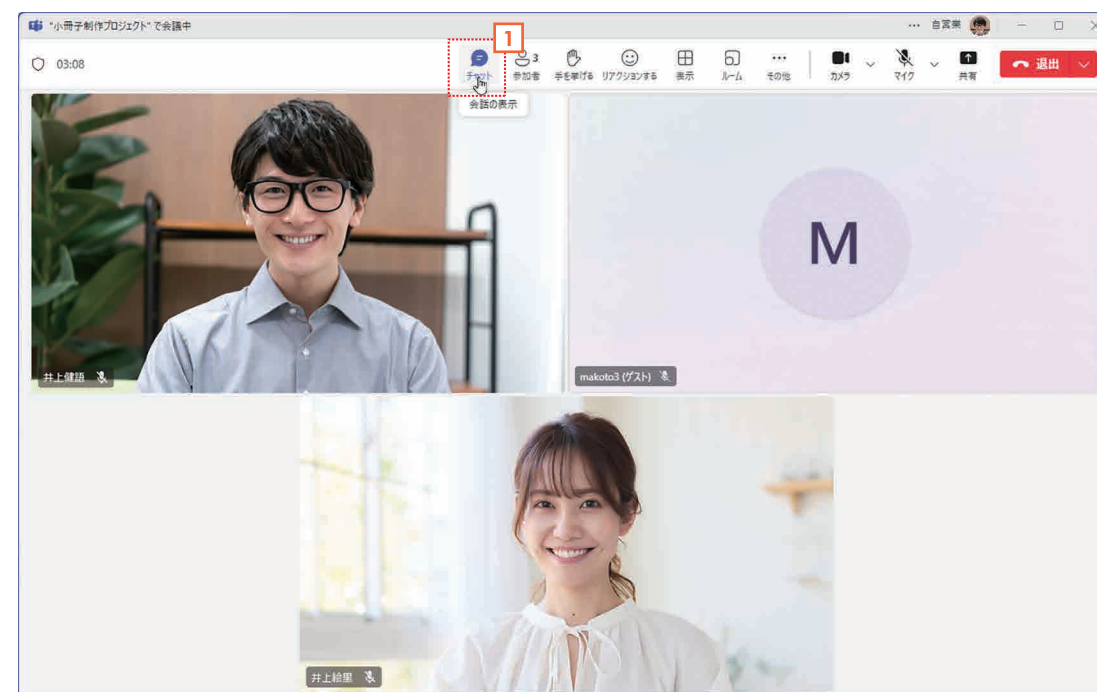 "小冊子制作プロジェクト" で会議中
… 自営業
03:08
チャット
3
参加者
手を挙げる
リアクションする
表示
ルーム
その他
カメラ
マイク
共有
退出
1
会話の表示
M
井上健語
makoto3 (ゲスト)
井上絵里